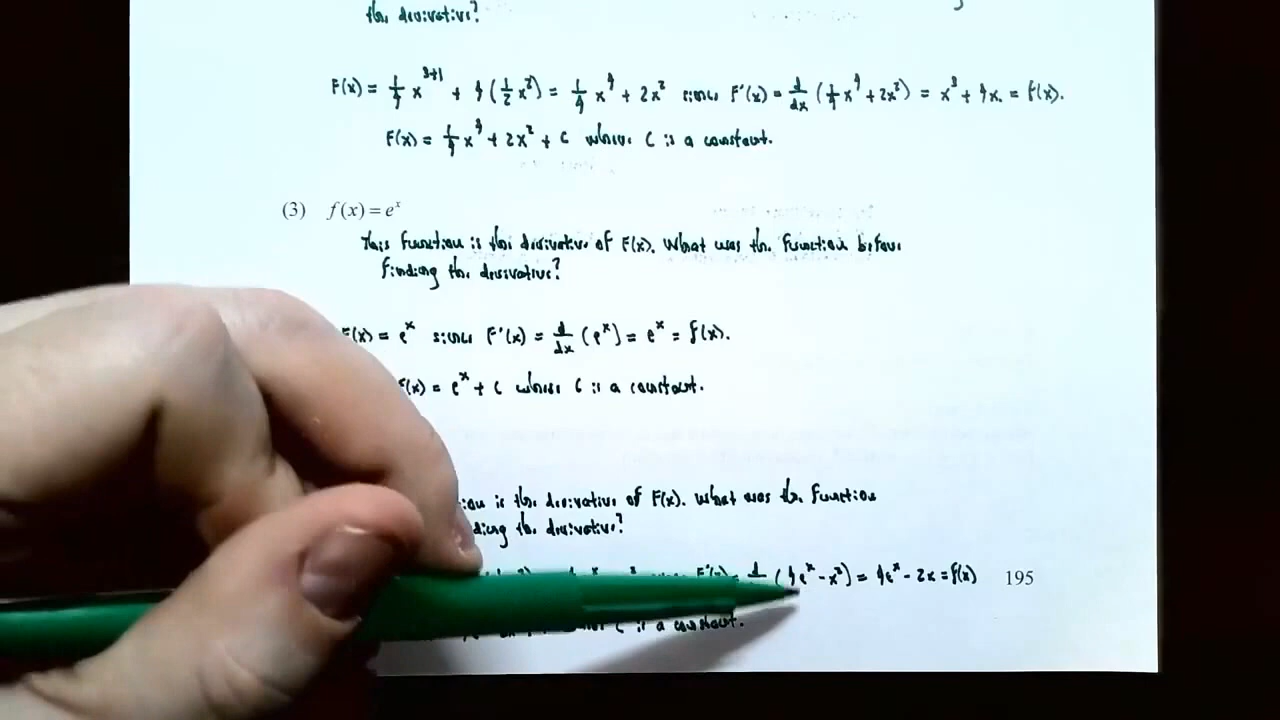 the derivative?
F(x) = 1/4 x^(3+1) + 4(1/2 x²) = 1/4 x⁴ + 2x² since F'(x) = d/dx (1/4 x⁴ + 2x²) = x³ + 4x = f(x).
F(x) = 1/4 x⁴ + 2x² + C where C is a constant.
(3) f(x) = eˣ
This function is the derivative of F(x). What was the function before
finding the derivative?
F(x) = eˣ since F'(x) = d/dx (eˣ) = eˣ = f(x).
F(x) = eˣ + C where C is a constant.
is the derivative of F(x). What was the function
the derivative?
F'(x) = d/dx (4eˣ - x²) = 4eˣ - 2x = f(x) 195
C is a constant.